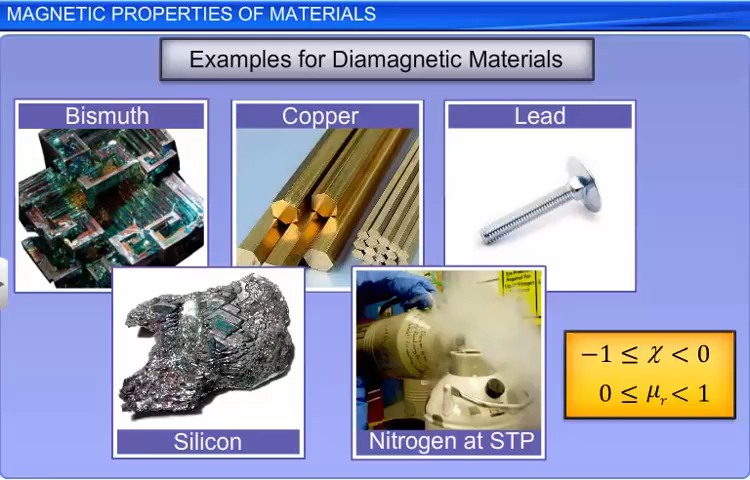 MAGNETIC PROPERTIES OF MATERIALS
Examples for Diamagnetic Materials
Bismuth
Copper
Lead
Silicon
Nitrogen at STP
−1 ≤ χ < 0
0 ≤ μᵣ < 1